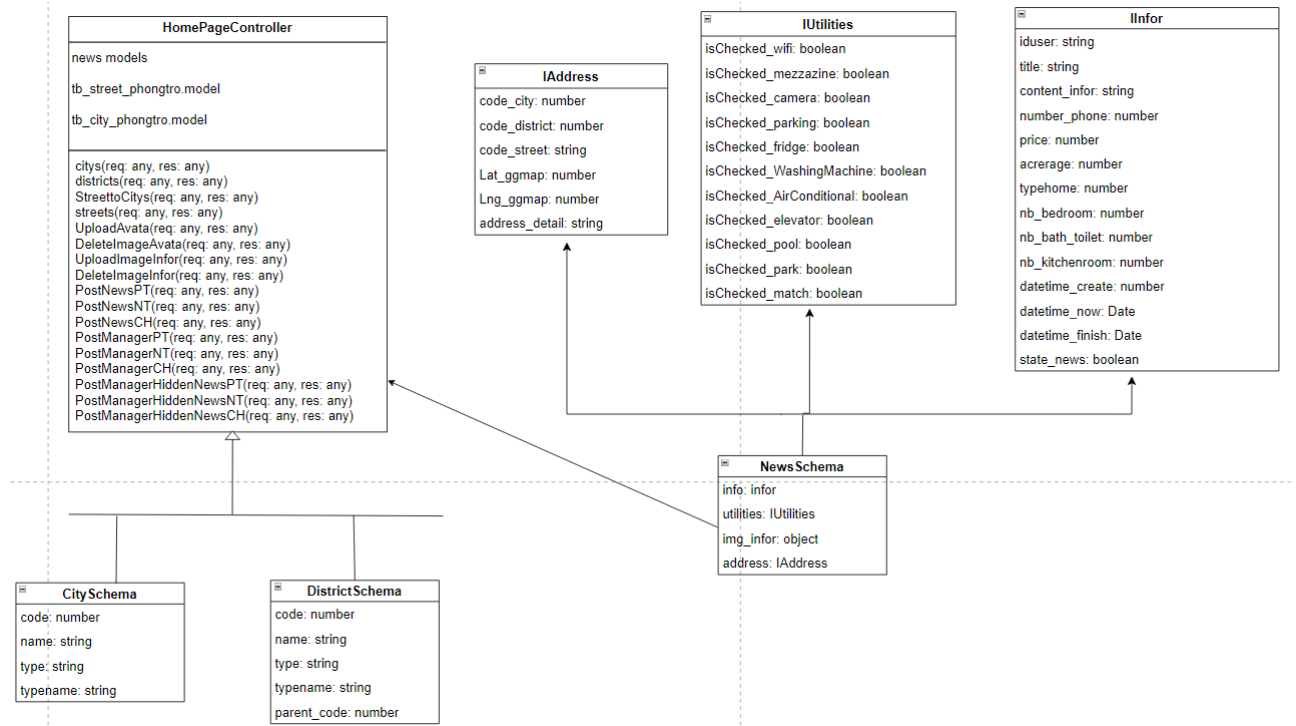 HomePageController
news models
tb_street_phongtro.model
tb_city_phongtro.model
citys(req: any, res: any)
districts(req: any, res: any)
StreettoCitys(req: any, res: any)
streets(req: any, res: any)
UploadAvata(req: any, res: any)
DeleteImageAvata(req: any, res: any)
UploadImageInfor(req: any, res: any)
DeleteImageInfor(req: any, res: any)
PostNewsPT(req: any, res: any)
PostNewsNT(req: any, res: any)
PostNewsCH(req: any, res: any)
PostManagerPT(req: any, res: any)
PostManagerNT(req: any, res: any)
PostManagerCH(req: any, res: any)
PostManagerHiddenNewsPT(req: any, res: any)
PostManagerHiddenNewsNT(req: any, res: any)
PostManagerHiddenNewsCH(req: any, res: any)
IAddress
code_city: number
code_district: number
code_street: string
Lat_ggmap: number
Lng_ggmap: number
address_detail: string
IUtilities
isChecked_wifi: boolean
isChecked_mezzazine: boolean
isChecked_camera: boolean
isChecked_parking: boolean
isChecked_fridge: boolean
isChecked_WashingMachine: boolean
isChecked_AirConditional: boolean
isChecked_elevator: boolean
isChecked_pool: boolean
isChecked_park: boolean
isChecked_match: boolean
IInfor
iduser: string
title: string
content_infor: string
number_phone: number
price: number
acrerage: number
typehome: number
nb_bedroom: number
nb_bath_toilet: number
nb_kitchenroom: number
datetime_create: number
datetime_now: Date
datetime_finish: Date
state_news: boolean
NewsSchema
info: infor
utilities: IUtilities
img_infor: object
address: IAddress
CitySchema
code: number
name: string
type: string
typename: string
DistrictSchema
code: number
name: string
type: string
typename: string
parent_code: number